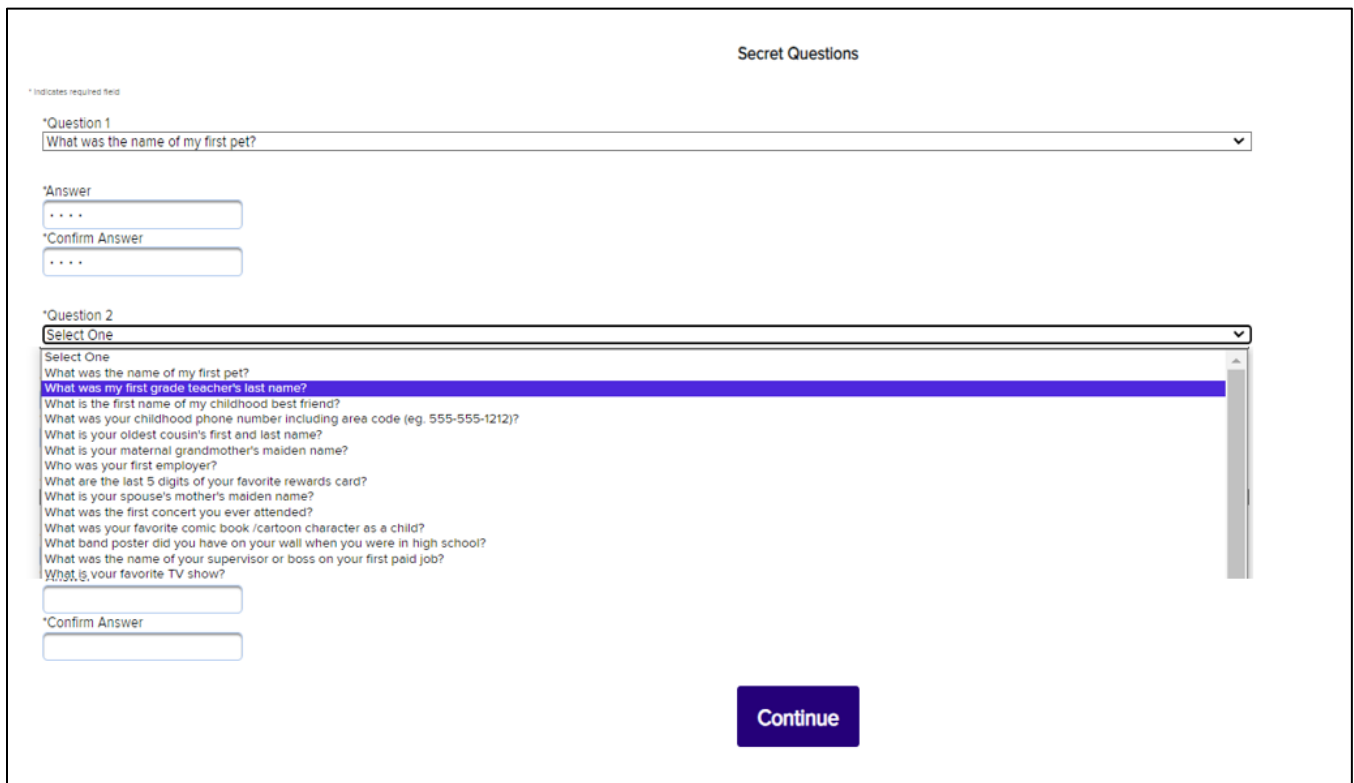 Secret Questions
* Indicates required field
*Question 1
What was the name of my first pet?
*Answer
• • • •
*Confirm Answer
• • • •
*Question 2
Select One
Select One
What was the name of my first pet?
What was my first grade teacher's last name?
What is the first name of my childhood best friend?
What was your childhood phone number including area code (eg. 555-555-1212)?
What is your oldest cousin's first and last name?
What is your maternal grandmother's maiden name?
Who was your first employer?
What are the last 5 digits of your favorite rewards card?
What is your spouse's mother's maiden name?
What was the first concert you ever attended?
What was your favorite comic book /cartoon character as a child?
What band poster did you have on your wall when you were in high school?
What was the name of your supervisor or boss on your first paid job?
What is your favorite TV show?
*Confirm Answer
Continue